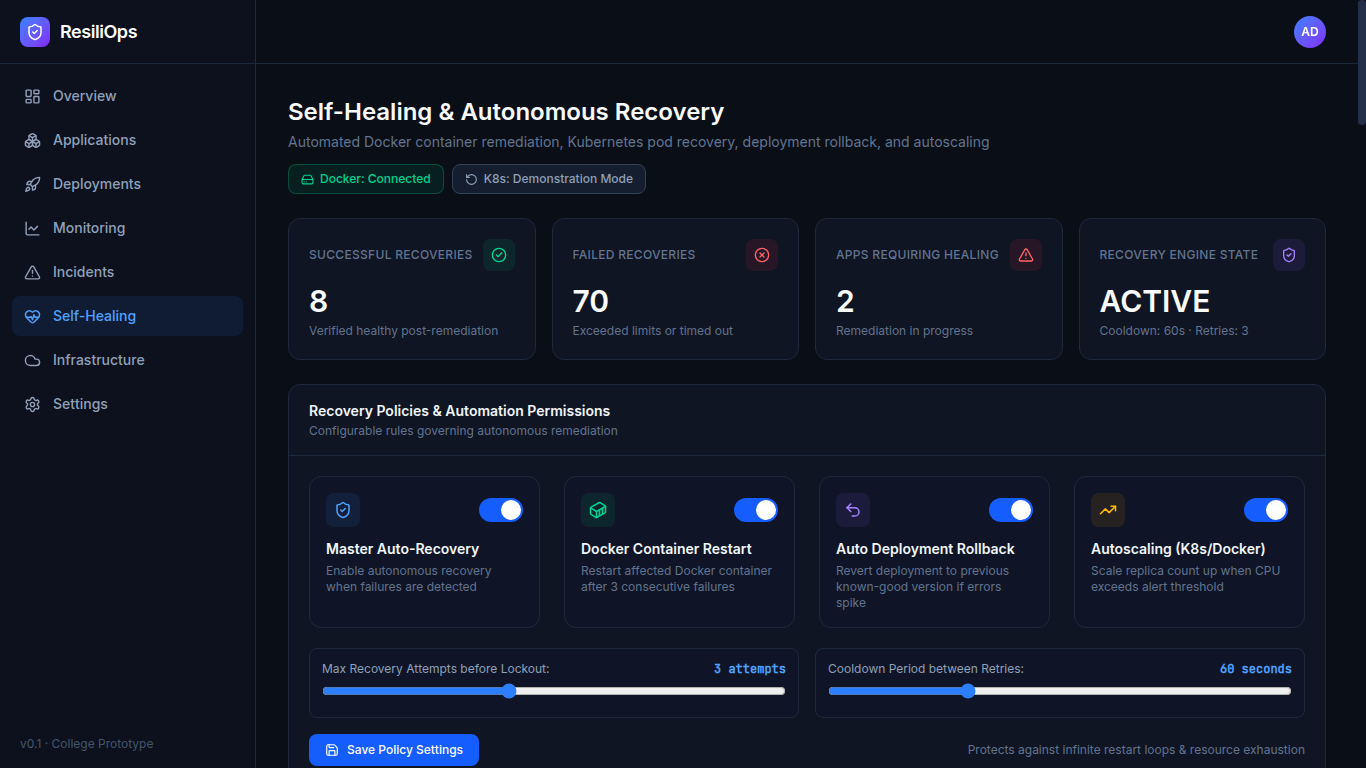 ResiliOps
AD
Overview
Applications
Deployments
Monitoring
Incidents
Self-Healing
Infrastructure
Settings
v0.1 · College Prototype
Self-Healing & Autonomous Recovery
Automated Docker container remediation, Kubernetes pod recovery, deployment rollback, and autoscaling
Docker: Connected
K8s: Demonstration Mode
SUCCESSFUL RECOVERIES
8
Verified healthy post-remediation
FAILED RECOVERIES
70
Exceeded limits or timed out
APPS REQUIRING HEALING
2
Remediation in progress
RECOVERY ENGINE STATE
ACTIVE
Cooldown: 60s · Retries: 3
Recovery Policies & Automation Permissions
Configurable rules governing autonomous remediation
Master Auto-Recovery
Enable autonomous recovery
when failures are detected
Docker Container Restart
Restart affected Docker container
after 3 consecutive failures
Auto Deployment Rollback
Revert deployment to previous
known-good version if errors
spike
Autoscaling (K8s/Docker)
Scale replica count up when CPU
exceeds alert threshold
Max Recovery Attempts before Lockout:
3 attempts
Cooldown Period between Retries:
60 seconds
Save Policy Settings
Protects against infinite restart loops & resource exhaustion